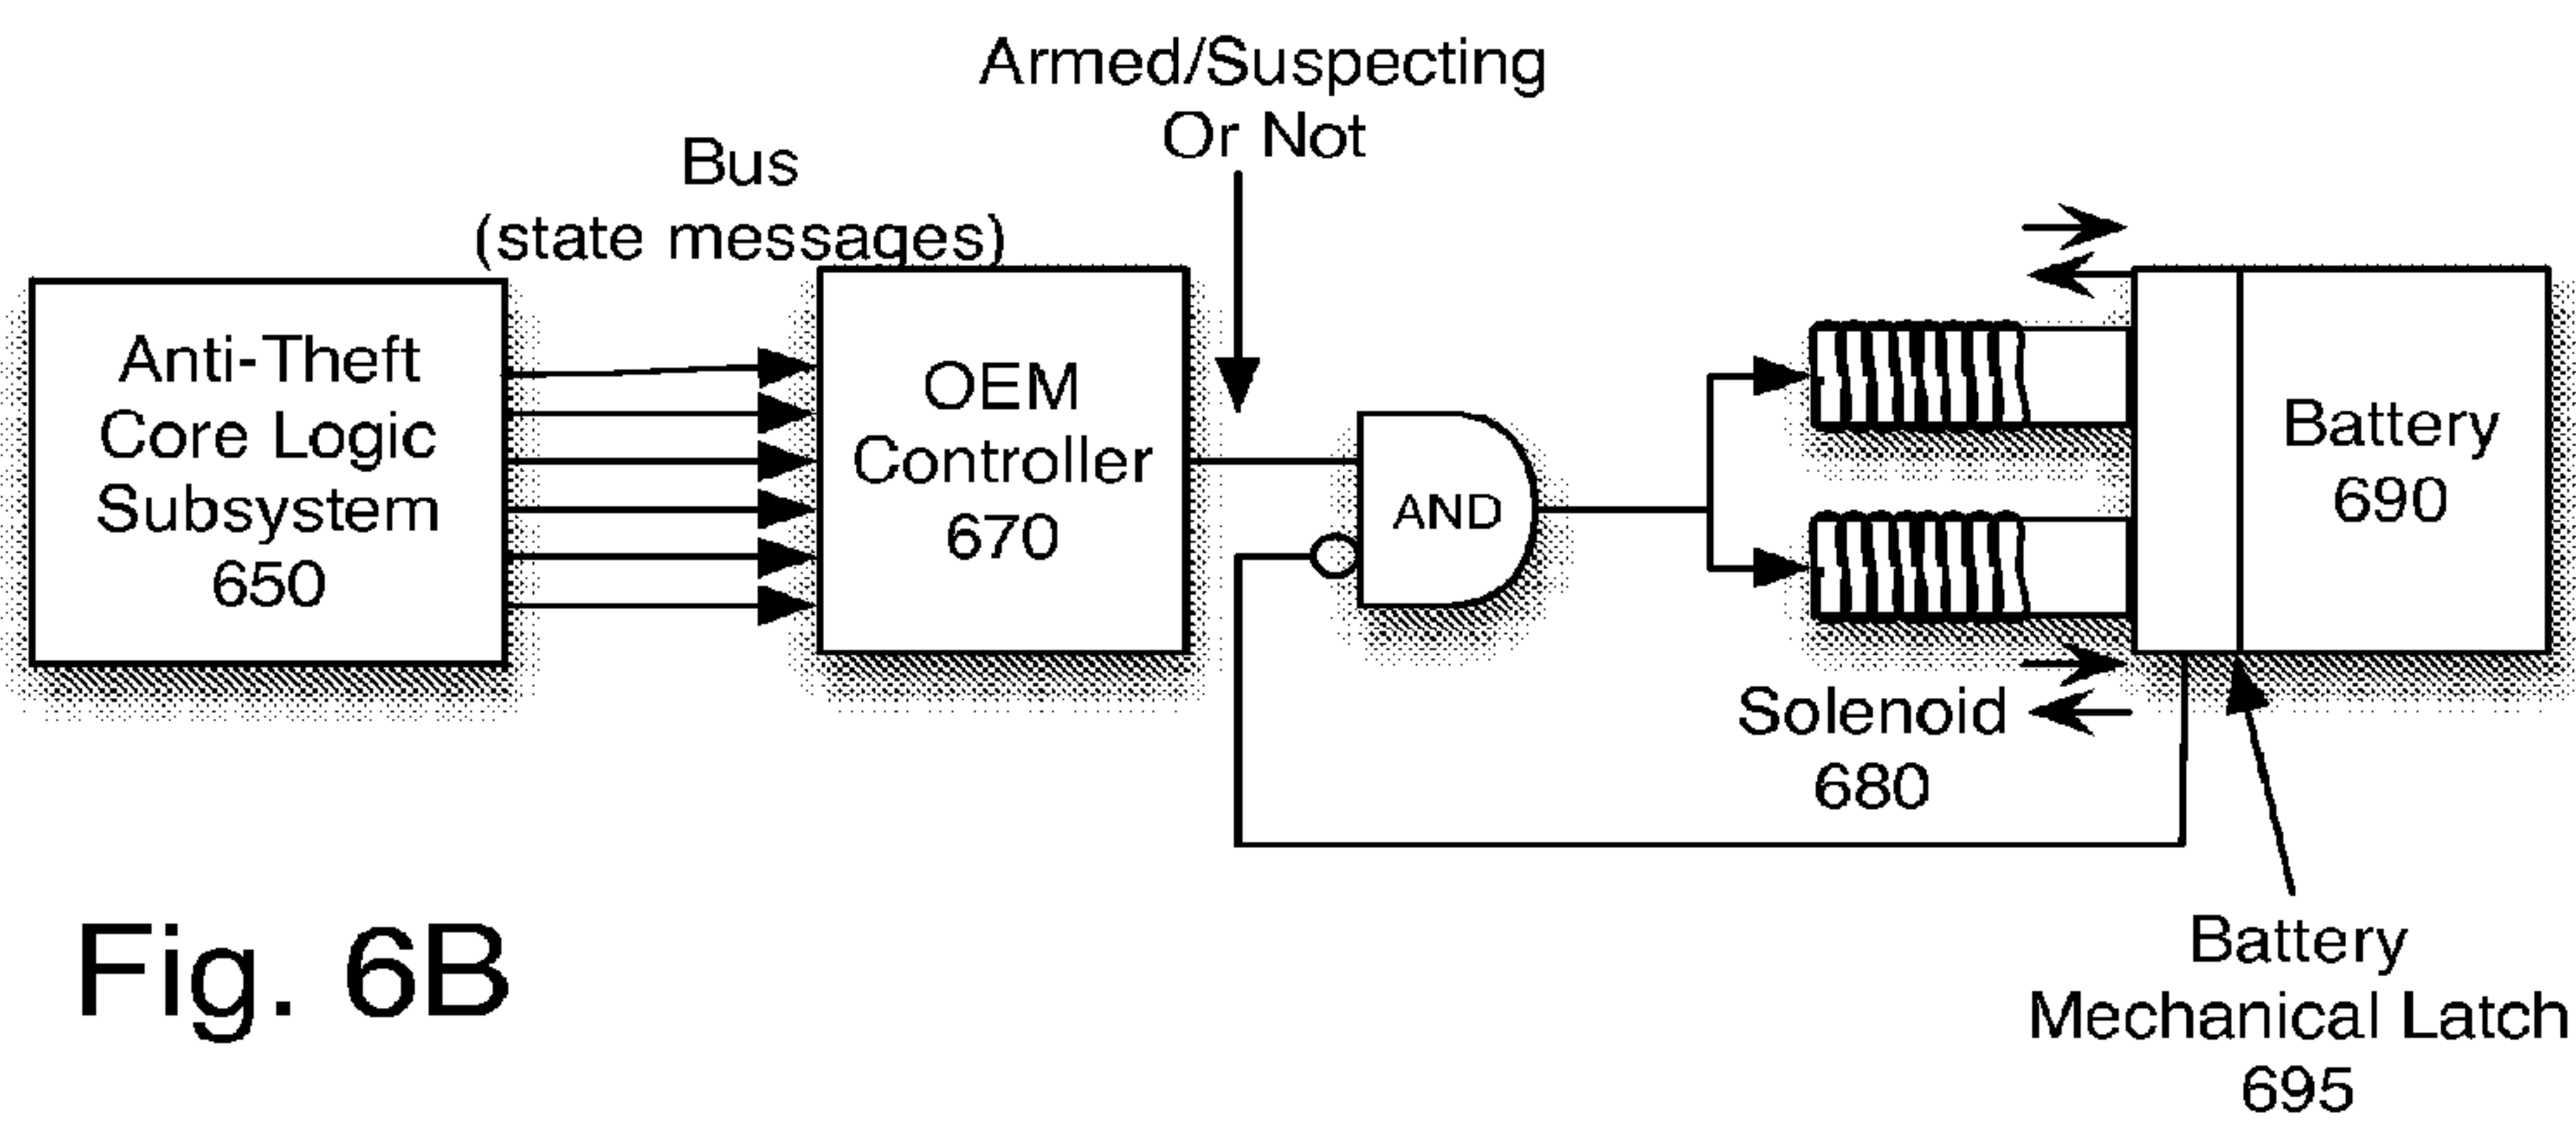 Armed/Suspecting
Or Not
Bus
(state messages)
Anti-Theft
Core Logic
Subsystem
650
OEM
Controller
670
AND
Solenoid
680
Battery
690
Battery
Mechanical Latch
695
Fig. 6B